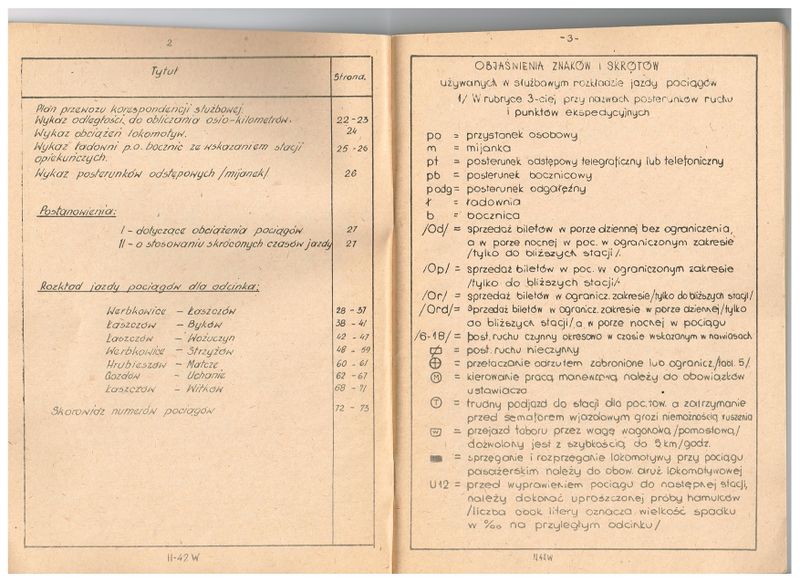 2
Tytuł Strona.
Plan przewozu korespondencji służbowej.
Wykaz odległości do obliczania osio-kilometrów. 22-23
Wykaz obciążeń lokomotyw. 24
Wykaz ładowni p.o. bocznic ze wskazaniem stacji 25-26
opiekuńczych.
Wykaz posterunków odstępowych /mijanek/ 26
Postanowienia:
I - dotyczące obciążenia pociągów 27
II - o stosowaniu skróconych czasów jazdy 27
Rozkład jazdy pociągów dla odcinka:
Werbkowice - Łaszczów 28 - 37
Łaszczów - Byków 38 - 41
Łaszczów - Wożuczyn 42 - 47
Werbkowice - Strzyżów 48 - 59
Hrubieszów - Matcze 60 - 61
Gozdów - Uchanie 62 - 67
Łaszczów - Witków 68 - 71
Skorowidz numerów pociągów 72 - 73
H-42W
-3-
OBJAŚNIENIA ZNAKÓW I SKRÓTÓW
używanych w służbowym rozkładzie jazdy pociągów
1/ W rubryce 3-ciej przy nazwach posterunków ruchu
i punktów ekspedycyjnych
po = przystanek osobowy
m = mijanka
pt = posterunek odstępowy telegraficzny lub telefoniczny
pb = posterunek bocznicowy
podg = posterunek odgałęźny
ł = ładownia
b = bocznica
/Od/ = sprzedaż biletów w porze dziennej bez ograniczenia,
a w porze nocnej w poc. w ograniczonym zakresie
/tylko do bliższych stacji/.
/Op/ = sprzedaż biletów w poc. w ograniczonym zakresie
/tylko do bliższych stacji/.
/Or/ = sprzedaż biletów w ogranicz. zakresie/tylko do bliższych stacji/
/Ord/ = sprzedaż biletów w ogranicz. zakresie w porze dziennej/tylko
do bliższych stacji/a w porze nocnej w pociągu
/6-18/ = post. ruchu czynny okresowo w czasie wskazanym w nawiasach
= post. ruchu nieczynny
= przetaczanie odrzutem zabronione lub ogranicz./tabl. 5/.
M = kierowanie pracą manewrową należy do obowiązków
ustawiacza
T = trudny podjazd do stacji dla poc. tow. a zatrzymanie
przed semaforem wjazdowym grozi niemożnością ruszenia
W = przejazd taboru przez wagę wagonową/pomostową/
dozwolony jest z szybkością do 5 km/godz.
= sprzęganie i rozprzęganie lokomotywy przy pociągu
pasażerskim należy do obow. druż lokomotywowej
U12 = przed wyprawieniem pociągu do następnej stacji,
należy dokonać uproszczonej próby hamulców
/liczba obok litery oznacza wielkość spadku
w ‰ na przyległym odcinku/
H42W